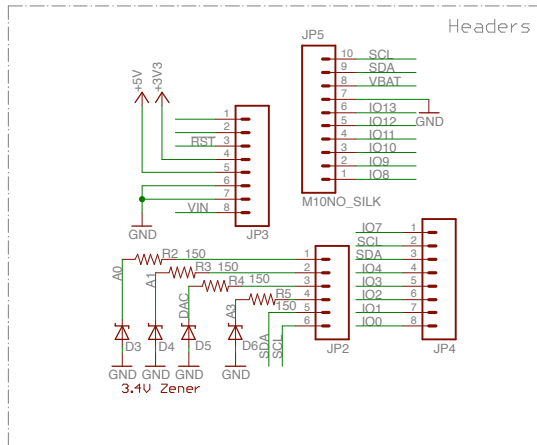 Headers
JP5
10 SCL
9 SDA
8 VBAT
7
GND
6 IO13
5 IO12
4 IO11
3 IO10
2 IO9
1 IO8
M10NO_SILK
+5V
+3V3
1
2
RST 3
4
5
6
7
VIN 8
GND
JP3
A0 R2 150 1
A1 R3 150 2
DAC R4 150 3
A3 R5 150 4
SDA 5
SCL 6
JP2
D3
D4
D5
D6
GND
GND
GND
GND
3.4V Zener
IO7 1
SCL 2
SDA 3
IO4 4
IO3 5
IO2 6
IO1 7
IO0 8
JP4